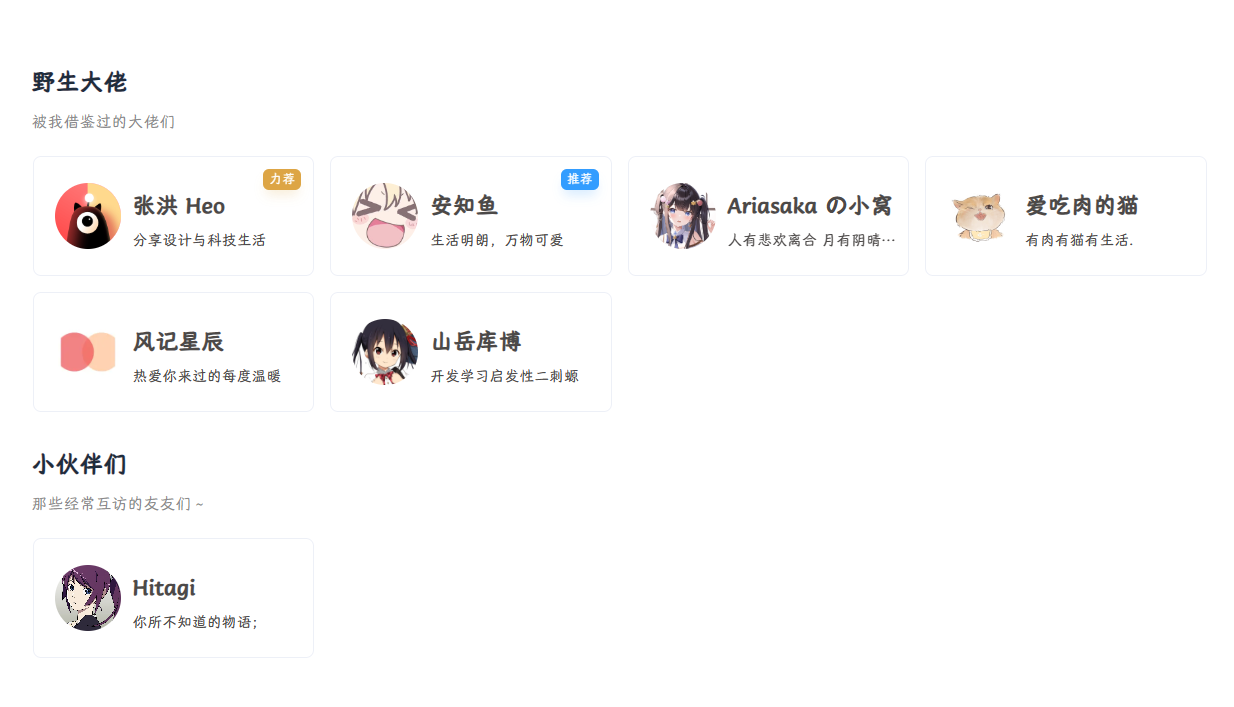 野生大佬
被我借鉴过的大佬们
力荐
张洪 Heo
分享设计与科技生活
推荐
安知鱼
生活明朗，万物可爱
Ariasaka の小窝
人有悲欢离合 月有阴晴…
爱吃肉的猫
有肉有猫有生活.
风记星辰
热爱你来过的每度温暖
山岳库博
开发学习启发性二刺螈
小伙伴们
那些经常互访的友友们 ~
Hitagi
你所不知道的物语；